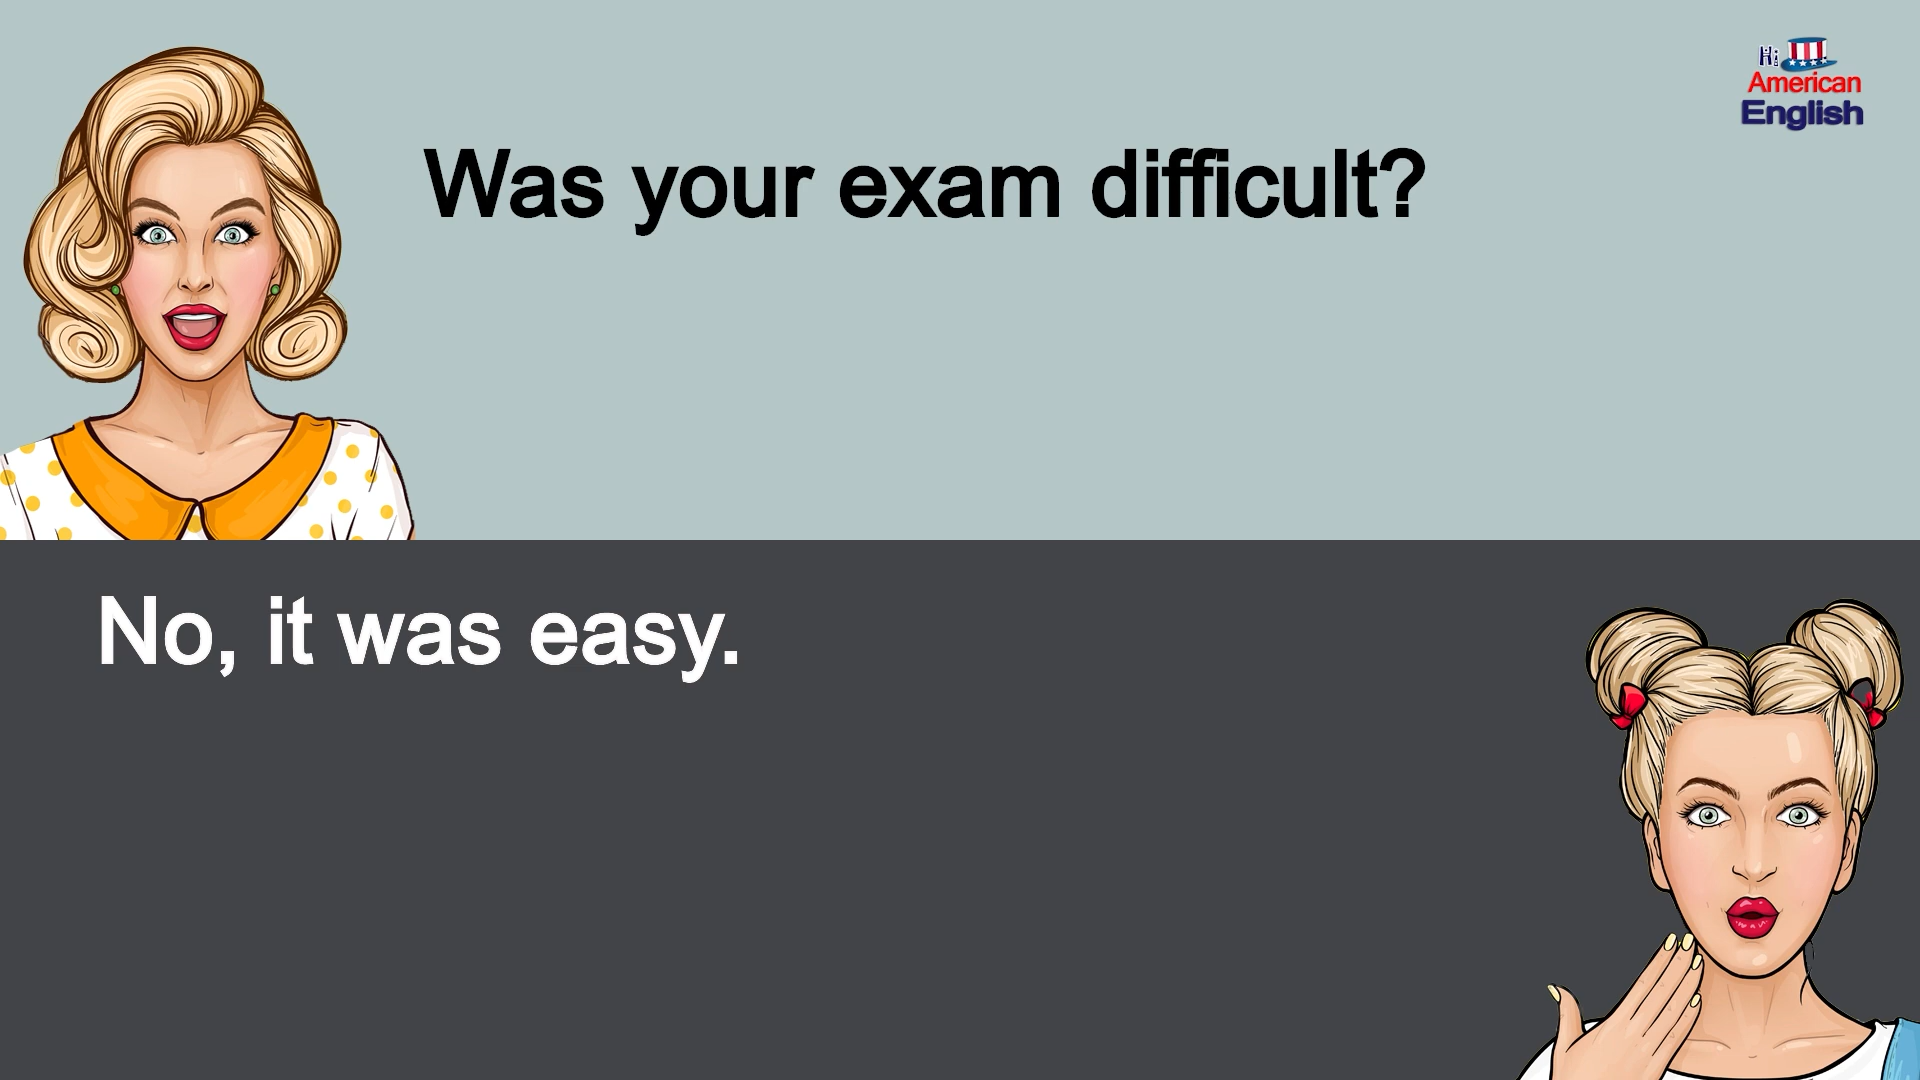 Hi
American
English
Was your exam difficult?
No, it was easy.